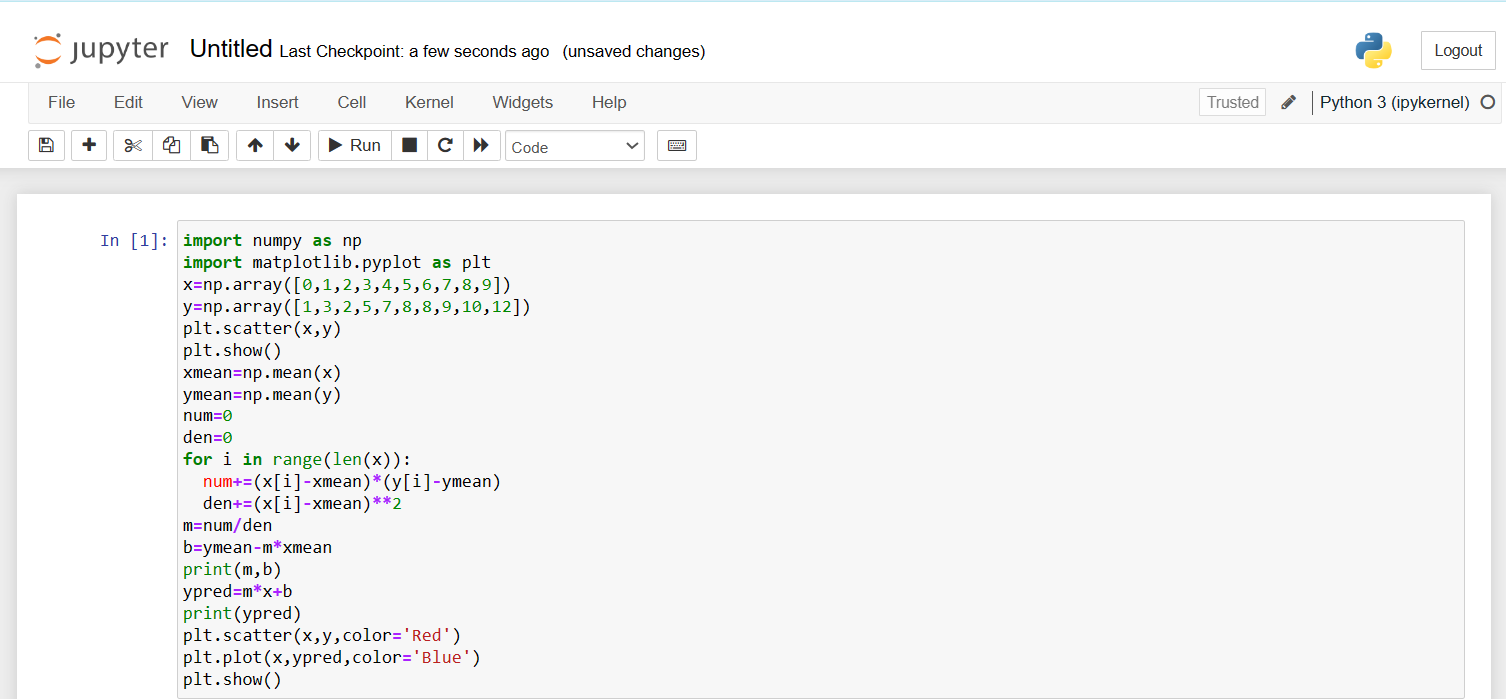 jupyter Untitled Last Checkpoint: a few seconds ago (unsaved changes) Logout
File Edit View Insert Cell Kernel Widgets Help Trusted Python 3 (ipykernel)
Run Code
In [1]: import numpy as np
import matplotlib.pyplot as plt
x=np.array([0,1,2,3,4,5,6,7,8,9])
y=np.array([1,3,2,5,7,8,8,9,10,12])
plt.scatter(x,y)
plt.show()
xmean=np.mean(x)
ymean=np.mean(y)
num=0
den=0
for i in range(len(x)):
  num+=(x[i]-xmean)*(y[i]-ymean)
  den+=(x[i]-xmean)**2
m=num/den
b=ymean-m*xmean
print(m,b)
ypred=m*x+b
print(ypred)
plt.scatter(x,y,color='Red')
plt.plot(x,ypred,color='Blue')
plt.show()